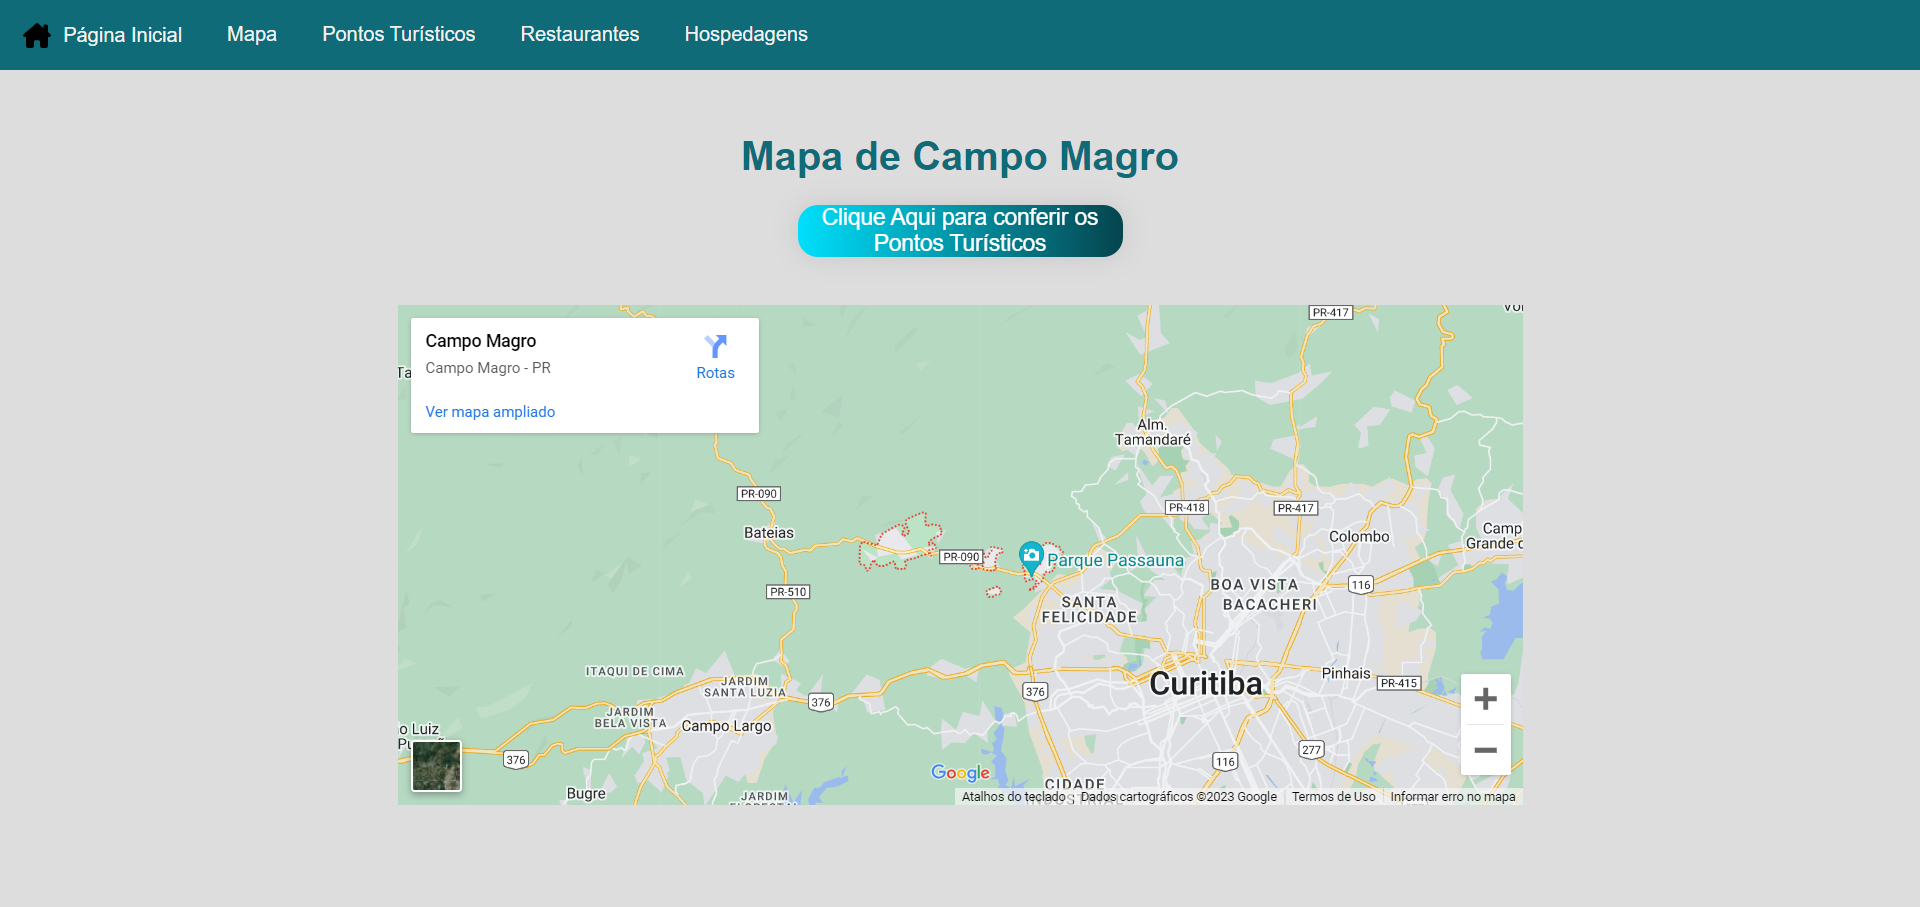 Página Inicial
Mapa
Pontos Turísticos
Restaurantes
Hospedagens
Mapa de Campo Magro
Clique Aqui para conferir os
Pontos Turísticos
Campo Magro
Campo Magro - PR
Rotas
Ver mapa ampliado
PR-417
Alm.
Tamandaré
PR-090
PR-418
PR-417
Bateias
Colombo
Camp
Grande d
PR-090
Parque Passauna
PR-510
BOA VISTA
116
BACACHERI
SANTA
FELICIDADE
ITAQUI DE CIMA
JARDIM
SANTA LUZIA
376
376
Curitiba
Pinhais
PR-415
JARDIM
BELA VISTA
Campo Largo
o Luiz
376
277
116
Google
CIDADE
INDUSTRIAL
Bugre
JARDIM
FLORESTAL
Atalhos do teclado
Dados cartográficos ©2023 Google
Termos de Uso
Informar erro no mapa